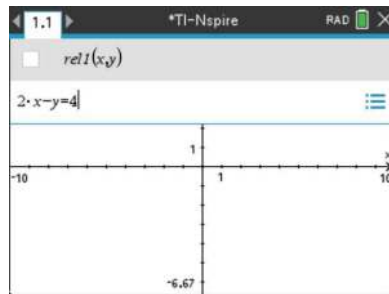 1.1 *TI-Nspire RAD
rel1(x,y)
2·x-y=4
1
x
-10 1 10
-6.67